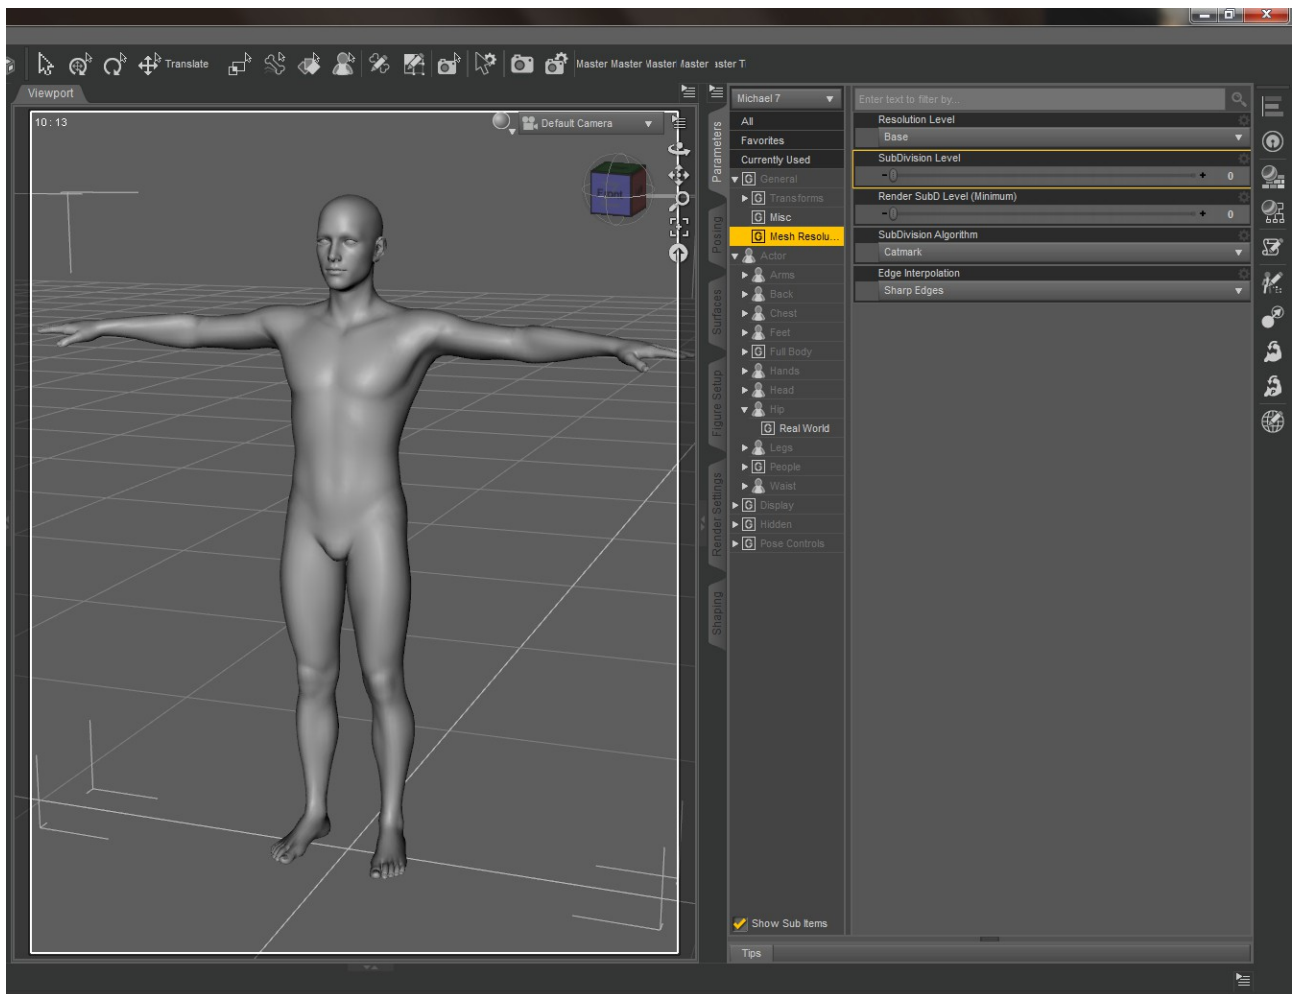 Translate
Master Master Master Master aster T
Viewport
10 : 13
Default Camera
Front
Parameters
Posing
Surfaces
Figure Setup
Render Settings
Shaping
Michael 7
All
Favorites
Currently Used
G General
G Transforms
G Misc
G Mesh Resolu...
Actor
Arms
Back
Chest
Feet
G Full Body
Hands
Head
Hip
G Real World
Legs
G People
Waist
G Display
G Hidden
G Pose Controls
Show Sub Items
Enter text to filter by...
Resolution Level
Base
SubDivision Level
- + 0
Render SubD Level (Minimum)
- + 0
SubDivision Algorithm
Catmark
Edge Interpolation
Sharp Edges
Tips